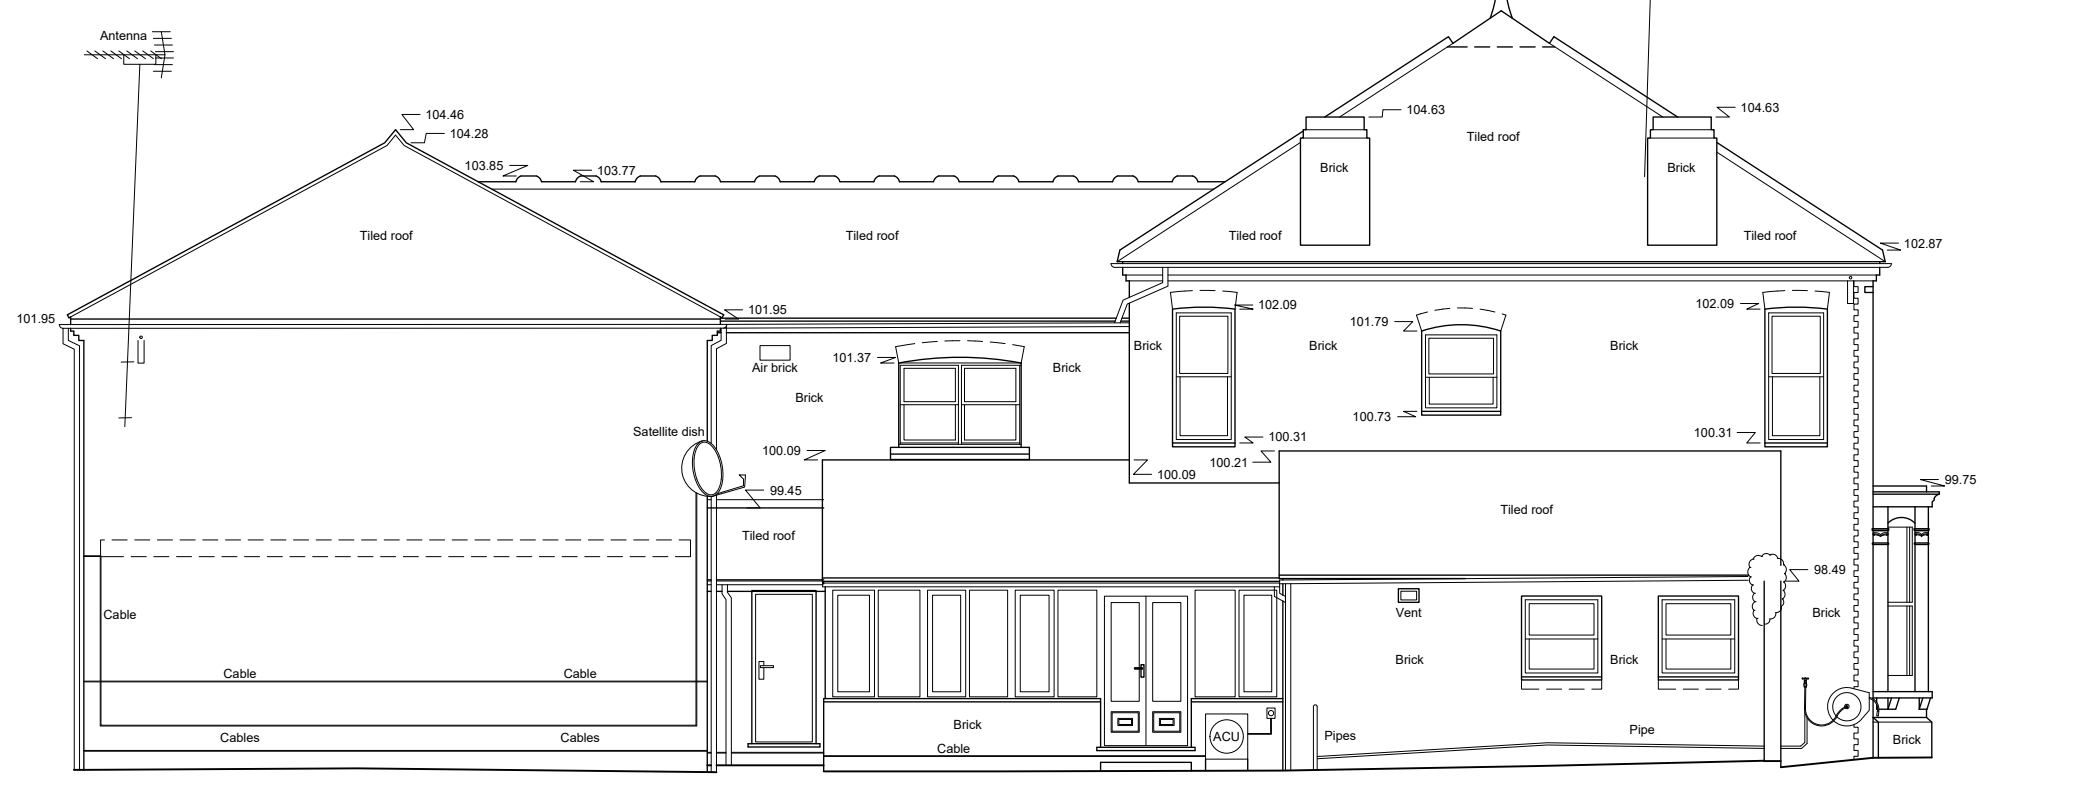 Antenna
104.46
104.28
103.85
103.77
104.63
104.63
Tiled roof
Brick
Brick
Tiled roof
Tiled roof
Tiled roof
Tiled roof
102.87
101.95
101.95
102.09
101.79
102.09
Brick
Brick
Brick
101.37
Air brick
Brick
Brick
100.73
Satellite dish
100.31
100.31
100.09
100.21
100.09
99.45
99.75
Tiled roof
Tiled roof
98.49
Cable
Vent
Brick
Brick
Brick
Cable
Cable
Brick
Cables
Cables
Cable
ACU
Pipes
Pipe
Brick